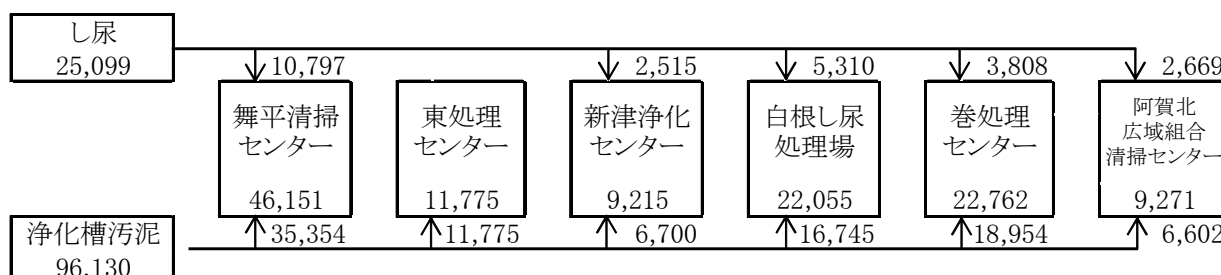 し尿
25,099
10,797
2,515
5,310
3,808
2,669
舞平清掃
センター
46,151
東処理
センター
11,775
新津浄化
センター
9,215
白根し尿
処理場
22,055
巻処理
センター
22,762
阿賀北
広域組合
清掃センター
9,271
浄化槽汚泥
96,130
35,354
11,775
6,700
16,745
18,954
6,602